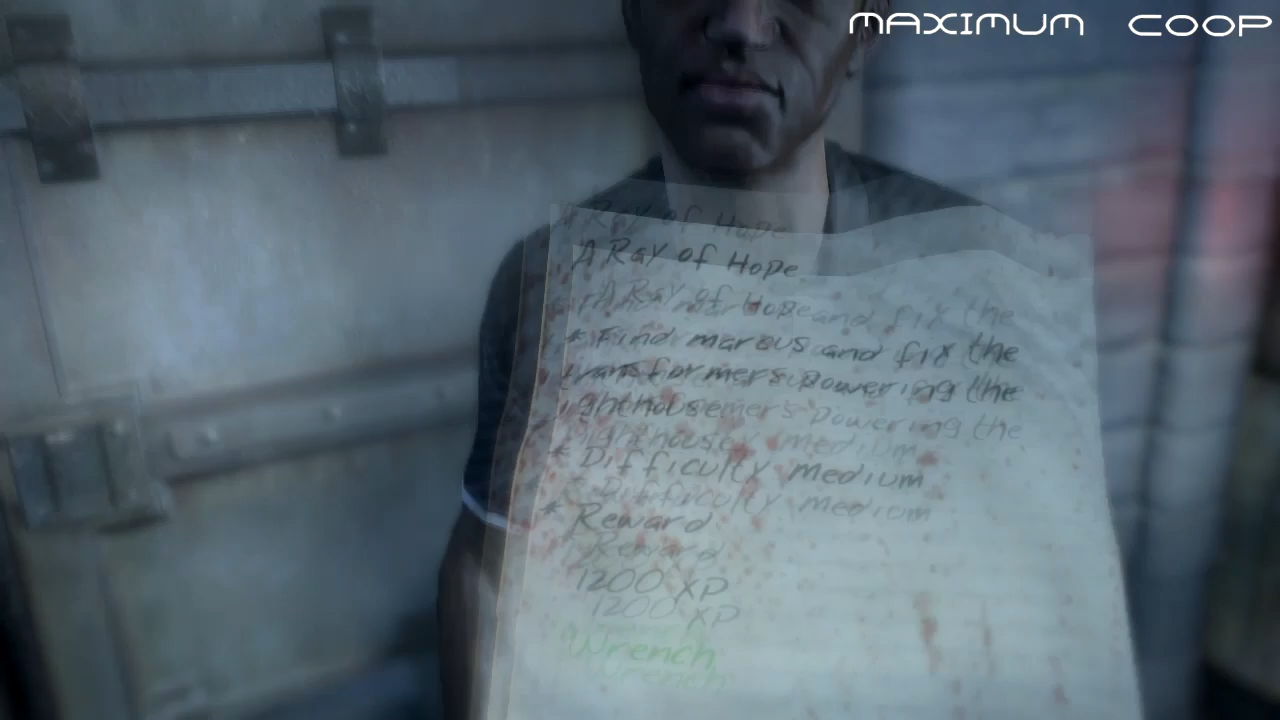 MAXIMUM COOP
A Ray of Hope
* Find marcus and fix the
transformers powering the
lighthouse
* Difficulty medium
* Reward
1200 XP
Wrench